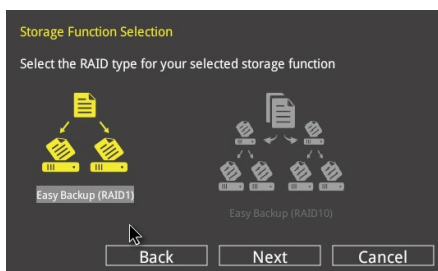 Storage Function Selection
Select the RAID type for your selected storage function
Easy Backup (RAID1)
Easy Backup (RAID10)
Back
Next
Cancel